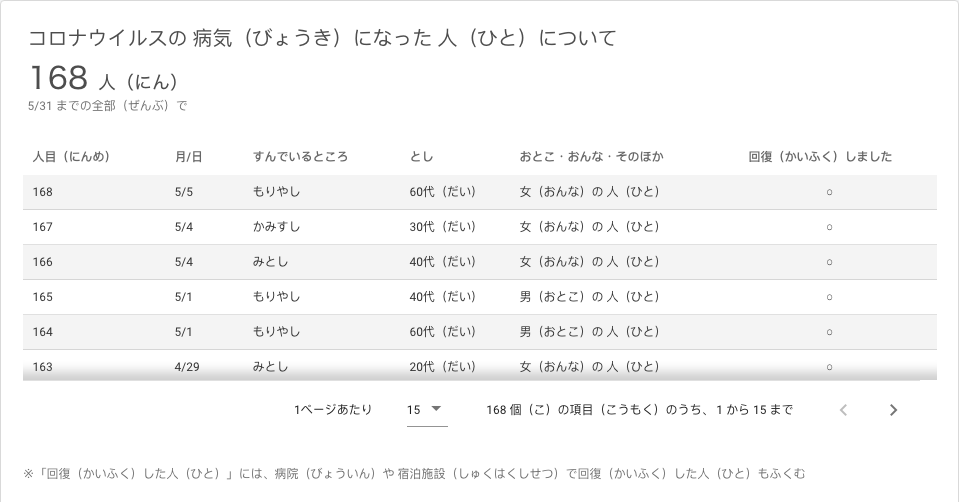 コロナウイルスの 病気（びょうき）になった 人（ひと）について
168 人（にん）
5/31 までの全部（ぜんぶ）で
人目（にんめ） 月/日 すんでいるところ とし おとこ・おんな・そのほか 回復（かいふく）しました
168 5/5 もりやし 60代（だい） 女（おんな）の 人（ひと） ○
167 5/4 かみすし 30代（だい） 女（おんな）の 人（ひと） ○
166 5/4 みとし 40代（だい） 女（おんな）の 人（ひと） ○
165 5/1 もりやし 40代（だい） 男（おとこ）の 人（ひと） ○
164 5/1 もりやし 60代（だい） 男（おとこ）の 人（ひと） ○
163 4/29 みとし 20代（だい） 女（おんな）の 人（ひと） ○
1ページあたり 15 168 個（こ）の項目（こうもく）のうち、 1 から 15 まで
※「回復（かいふく）した人（ひと）」には、病院（びょういん）や 宿泊施設（しゅくはくしせつ）で回復（かいふく）した人（ひと）もふくむ